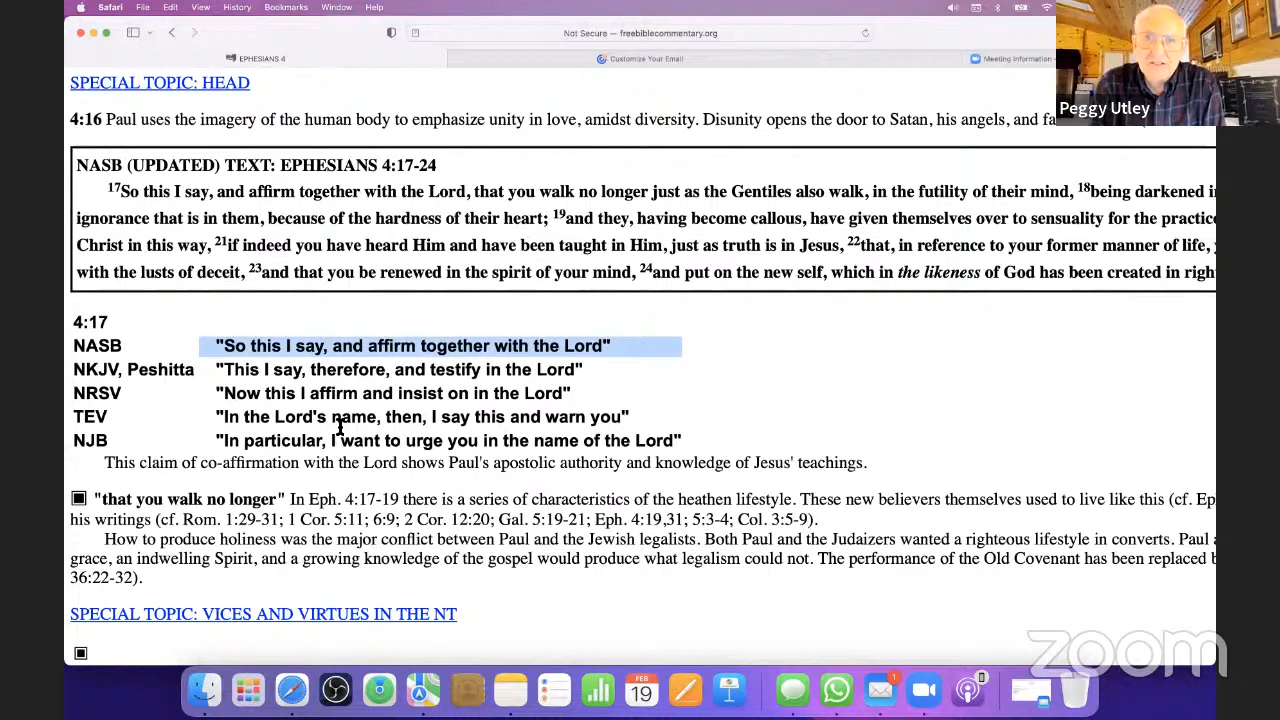 Safari File Edit View History Bookmarks Window Help
Not Secure — freebiblecommentary.org
EPHESIANS 4
Customize Your Email
Meeting Information -
Peggy Utley
SPECIAL TOPIC: HEAD
4:16 Paul uses the imagery of the human body to emphasize unity in love, amidst diversity. Disunity opens the door to Satan, his angels, and
NASB (UPDATED) TEXT: EPHESIANS 4:17-24
17So this I say, and affirm together with the Lord, that you walk no longer just as the Gentiles also walk, in the futility of their mind, 18being darkened
ignorance that is in them, because of the hardness of their heart; 19and they, having become callous, have given themselves over to sensuality for the practice
Christ in this way, 21if indeed you have heard Him and have been taught in Him, just as truth is in Jesus, 22that, in reference to your former manner of life,
with the lusts of deceit, 23and that you be renewed in the spirit of your mind, 24and put on the new self, which in the likeness of God has been created in
4:17
NASB "So this I say, and affirm together with the Lord"
NKJV, Peshitta "This I say, therefore, and testify in the Lord"
NRSV "Now this I affirm and insist on in the Lord"
TEV "In the Lord's name, then, I say this and warn you"
NJB "In particular, I want to urge you in the name of the Lord"
This claim of co-affirmation with the Lord shows Paul's apostolic authority and knowledge of Jesus' teachings.
"that you walk no longer" In Eph. 4:17-19 there is a series of characteristics of the heathen lifestyle. These new believers themselves used to live like this (cf.
his writings (cf. Rom. 1:29-31; 1 Cor. 5:11; 6:9; 2 Cor. 12:20; Gal. 5:19-21; Eph. 4:19,31; 5:3-4; Col. 3:5-9).
How to produce holiness was the major conflict between Paul and the Jewish legalists. Both Paul and the Judaizers wanted a righteous lifestyle in converts. Paul
grace, an indwelling Spirit, and a growing knowledge of the gospel would produce what legalism could not. The performance of the Old Covenant has been replaced
36:22-32).
SPECIAL TOPIC: VICES AND VIRTUES IN THE NT
zoom
FEB
19
1